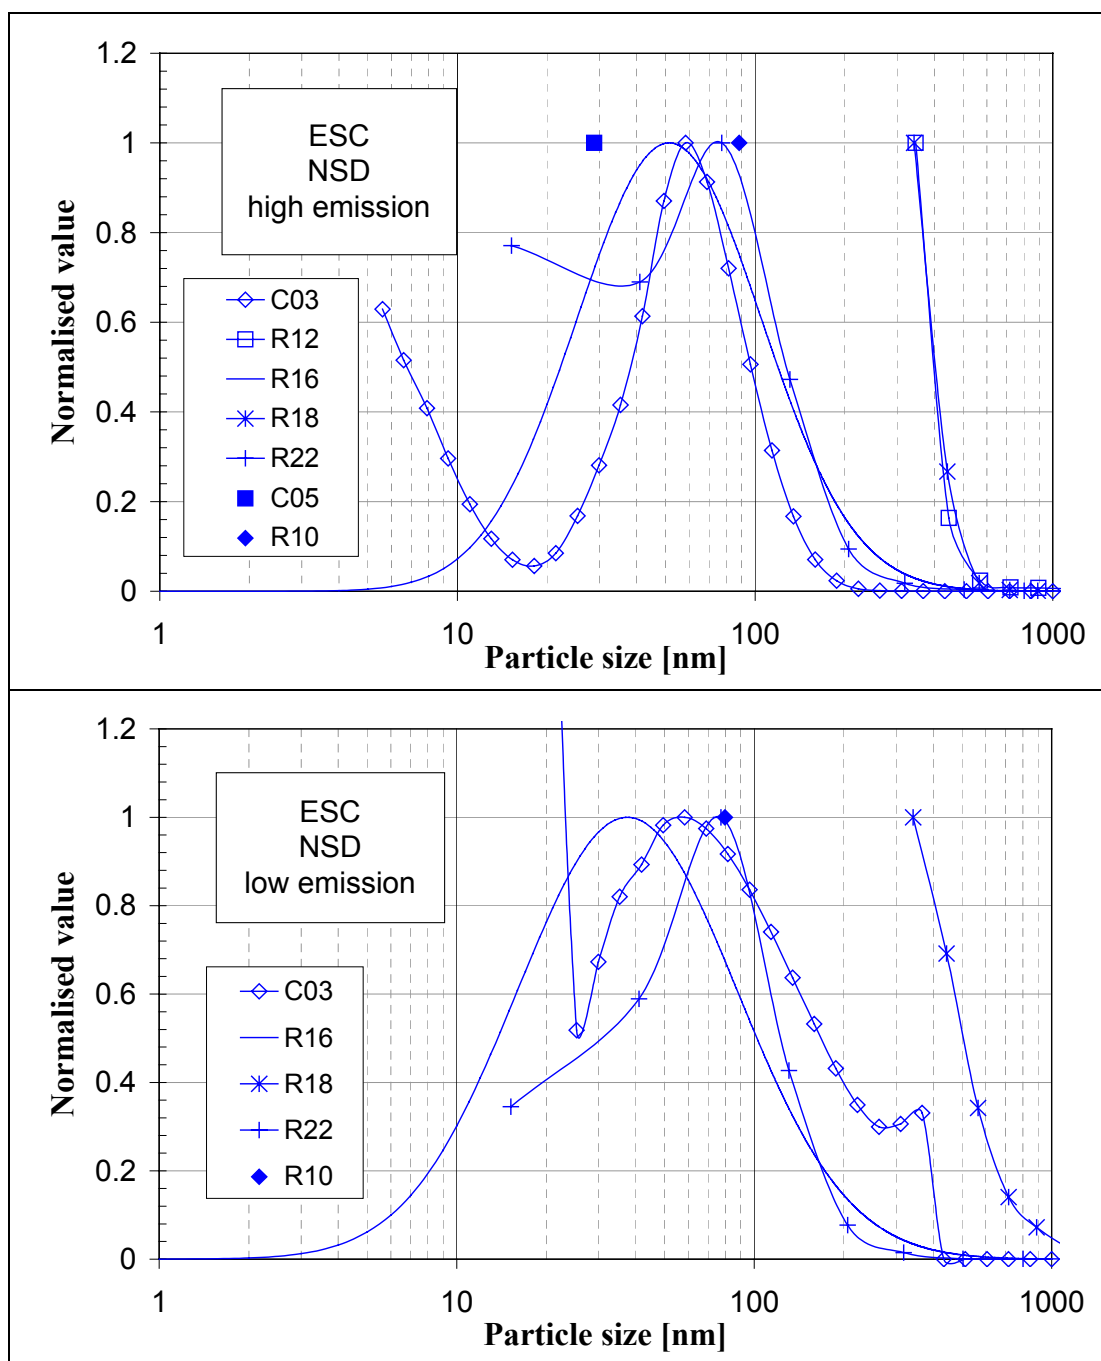 1.2
1
0.8
0.6
0.4
0.2
0
Normalised value
ESC
NSD
high emission
C03
R12
R16
R18
R22
C05
R10
1 10 100 1000
Particle size [nm]
1.2
1
0.8
0.6
0.4
0.2
0
Normalised value
ESC
NSD
low emission
C03
R16
R18
R22
R10
1 10 100 1000
Particle size [nm]